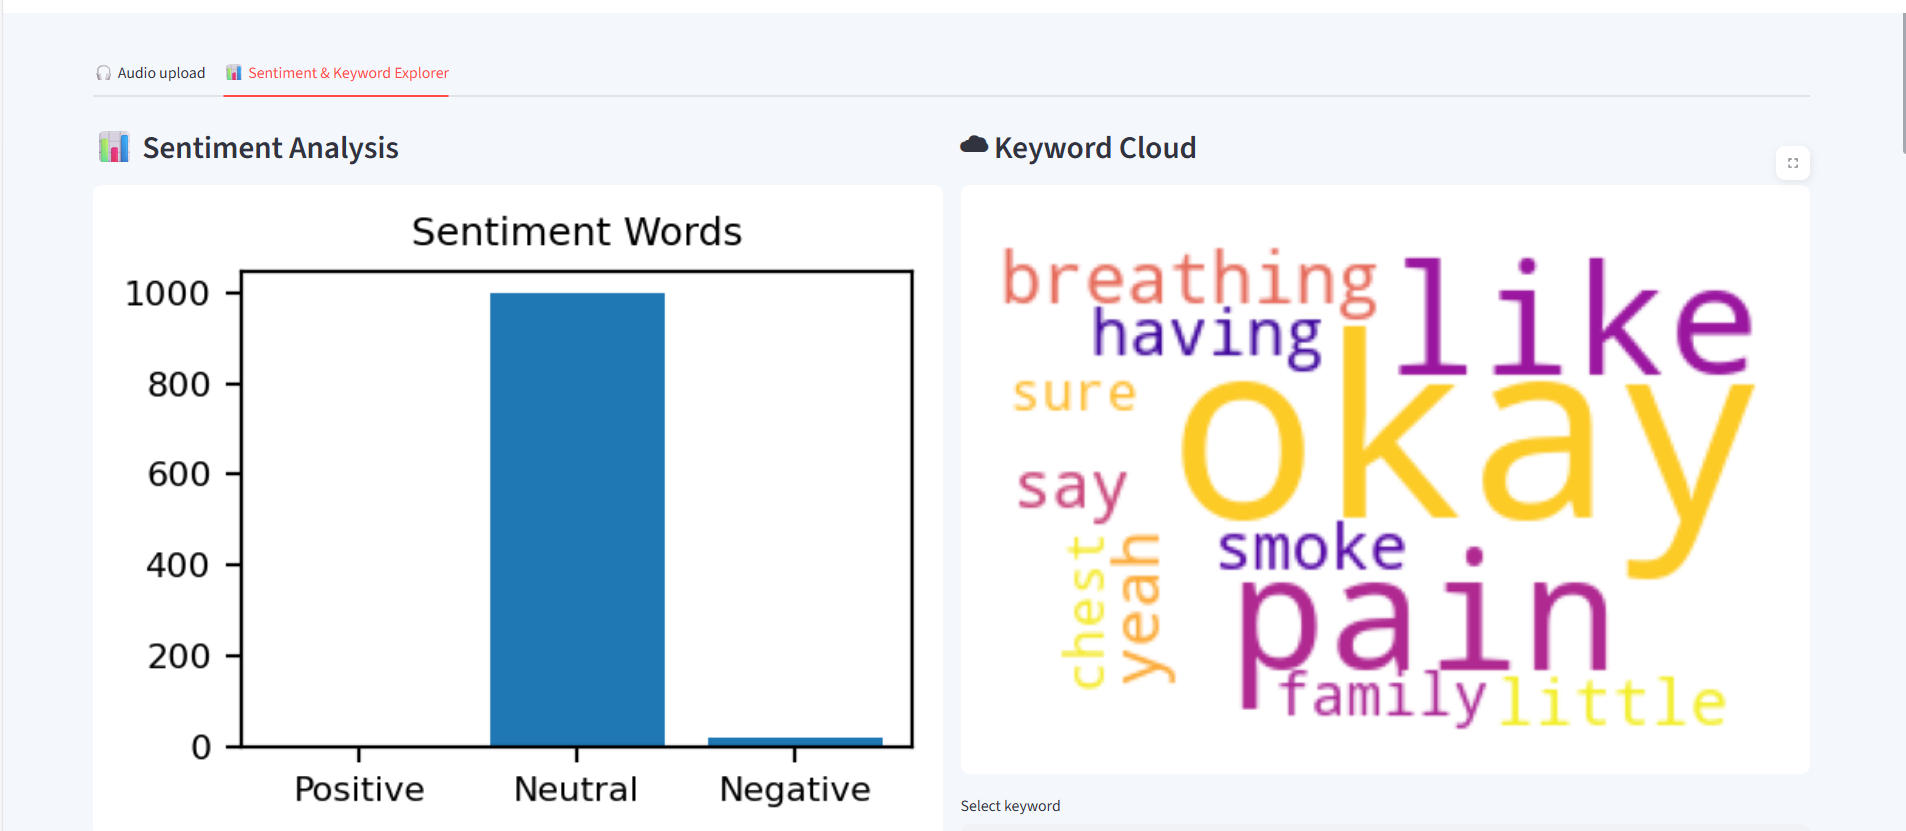 Audio upload
Sentiment & Keyword Explorer
Sentiment Analysis
Sentiment Words
1000
800
600
400
200
0
Positive Neutral Negative
Keyword Cloud
breathing
like
having
okay
sure
say
smoke
chest
yeah
pain
family
little
Select keyword